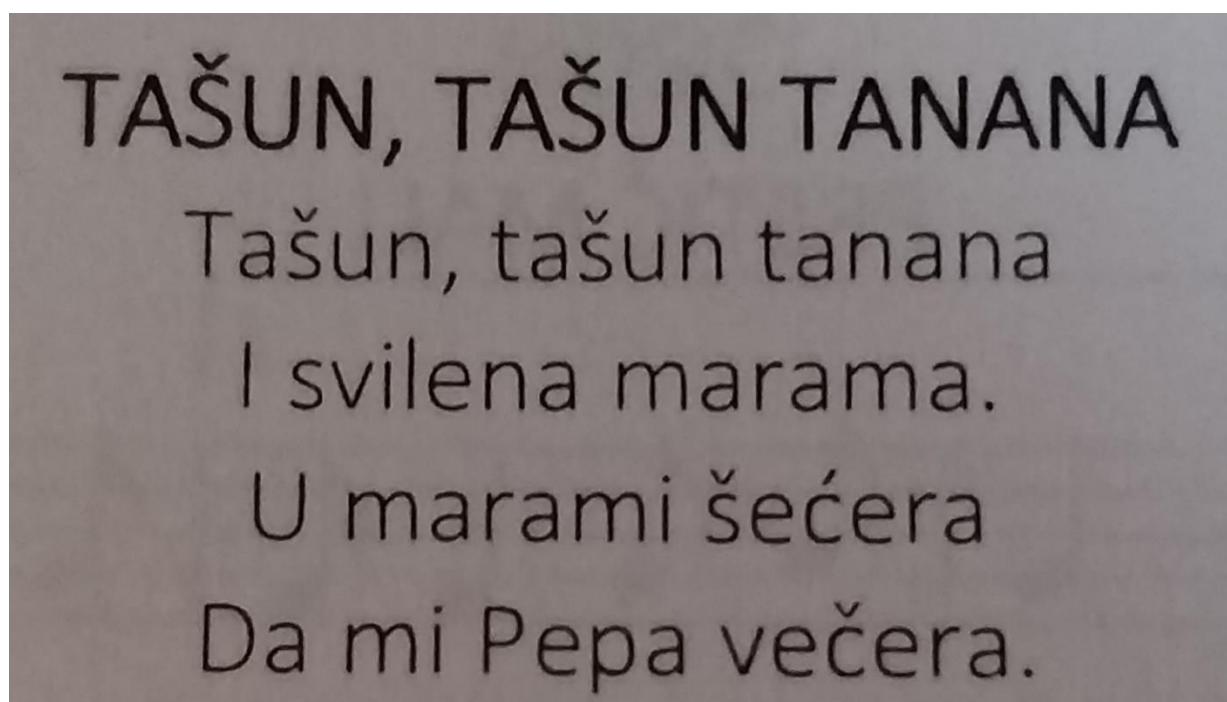 TAŠUN, TAŠUN TANANA
Tašun, tašun tanana
I svilena marama.
U marami šećera
Da mi Pepa večera.